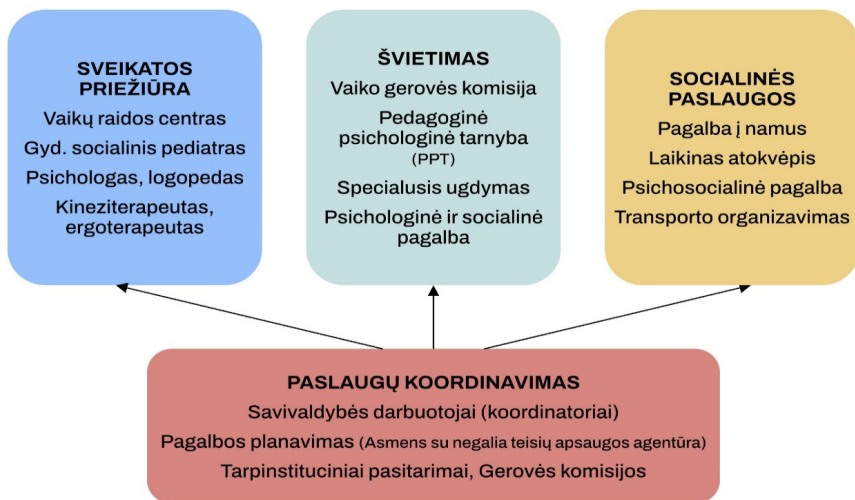 SVEIKATOS
PRIEŽIŪRA
Vaikų raidos centras
Gyd. socialinis pediatras
Psichologas, logopedas
Kineziterapeutas,
ergoterapeutas
ŠVIETIMAS
Vaiko gerovės komisija
Pedagoginė
psichologinė tarnyba
(PPT)
Specialusis ugdymas
Psichologinė ir socialinė
pagalba
SOCIALINĖS
PASLAUGOS
Pagalba į namus
Laikinas atokvėpis
Psichosocialinė pagalba
Transporto organizavimas
PASLAUGŲ KOORDINAVIMAS
Savivaldybės darbuotojai (koordinatoriai)
Pagalbos planavimas (Asmens su negalia teisių apsaugos agentūra)
Tarpinstituciniai pasitarimai, Gerovės komisijos